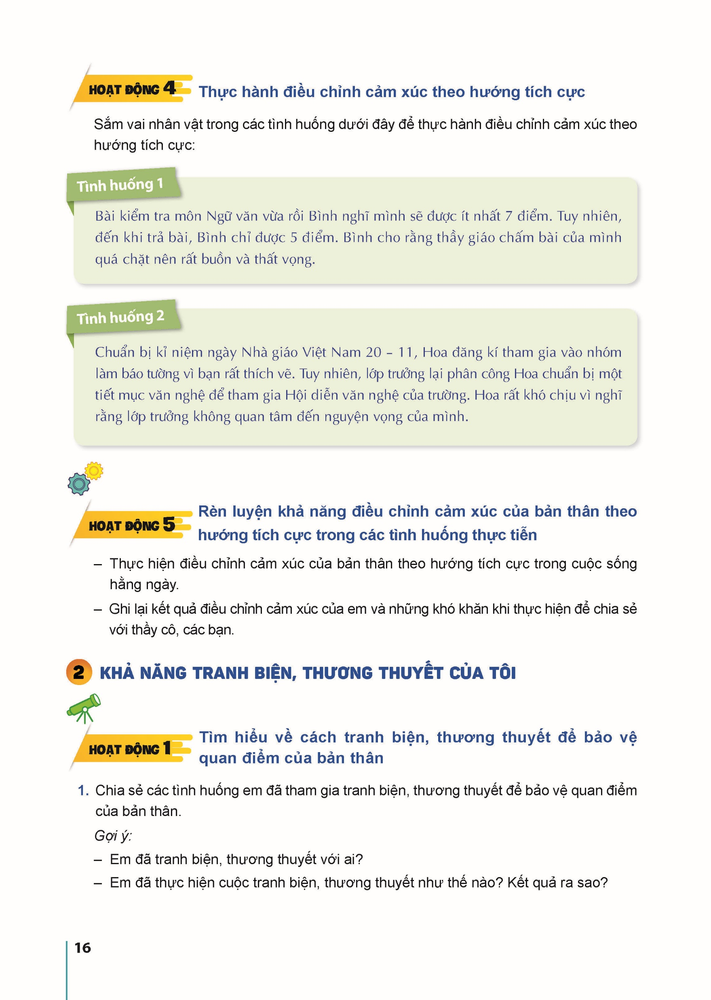 HOẠT ĐỘNG 4 Thực hành điều chỉnh cảm xúc theo hướng tích cực
Sắm vai nhân vật trong các tình huống dưới đây để thực hành điều chỉnh cảm xúc theo
hướng tích cực:
Tình huống 1
Bài kiểm tra môn Ngữ văn vừa rồi Bình nghĩ mình sẽ được ít nhất 7 điểm. Tuy nhiên,
đến khi trả bài, Bình chỉ được 5 điểm. Bình cho rằng thầy giáo chấm bài của mình
quá chặt nên rất buồn và thất vọng.
Tình huống 2
Chuẩn bị kỉ niệm ngày Nhà giáo Việt Nam 20 – 11, Hoa đăng kí tham gia vào nhóm
làm báo tường vì bạn rất thích vẽ. Tuy nhiên, lớp trưởng lại phân công Hoa chuẩn bị một
tiết mục văn nghệ để tham gia Hội diễn văn nghệ của trường. Hoa rất khó chịu vì nghĩ
rằng lớp trưởng không quan tâm đến nguyện vọng của mình.
HOẠT ĐỘNG 5 Rèn luyện khả năng điều chỉnh cảm xúc của bản thân theo
hướng tích cực trong các tình huống thực tiễn
– Thực hiện điều chỉnh cảm xúc của bản thân theo hướng tích cực trong cuộc sống
hằng ngày.
– Ghi lại kết quả điều chỉnh cảm xúc của em và những khó khăn khi thực hiện để chia sẻ
với thầy cô, các bạn.
2 KHẢ NĂNG TRANH BIỆN, THƯƠNG THUYẾT CỦA TÔI
HOẠT ĐỘNG 1 Tìm hiểu về cách tranh biện, thương thuyết để bảo vệ
quan điểm của bản thân
1. Chia sẻ các tình huống em đã tham gia tranh biện, thương thuyết để bảo vệ quan điểm
của bản thân.
Gợi ý:
– Em đã tranh biện, thương thuyết với ai?
– Em đã thực hiện cuộc tranh biện, thương thuyết như thế nào? Kết quả ra sao?
16